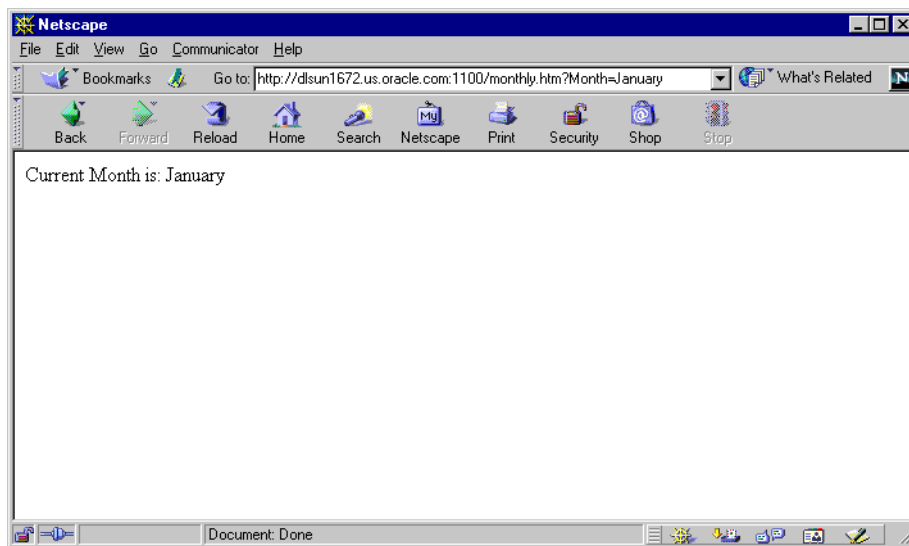 Netscape
File Edit View Go Communicator Help
Bookmarks Go to: http://dlsun1672.us.oracle.com:1100/monthly.htm?Month=January What's Related N
Back Forward Reload Home Search Netscape Print Security Shop Stop
My
Current Month is: January
Document: Done